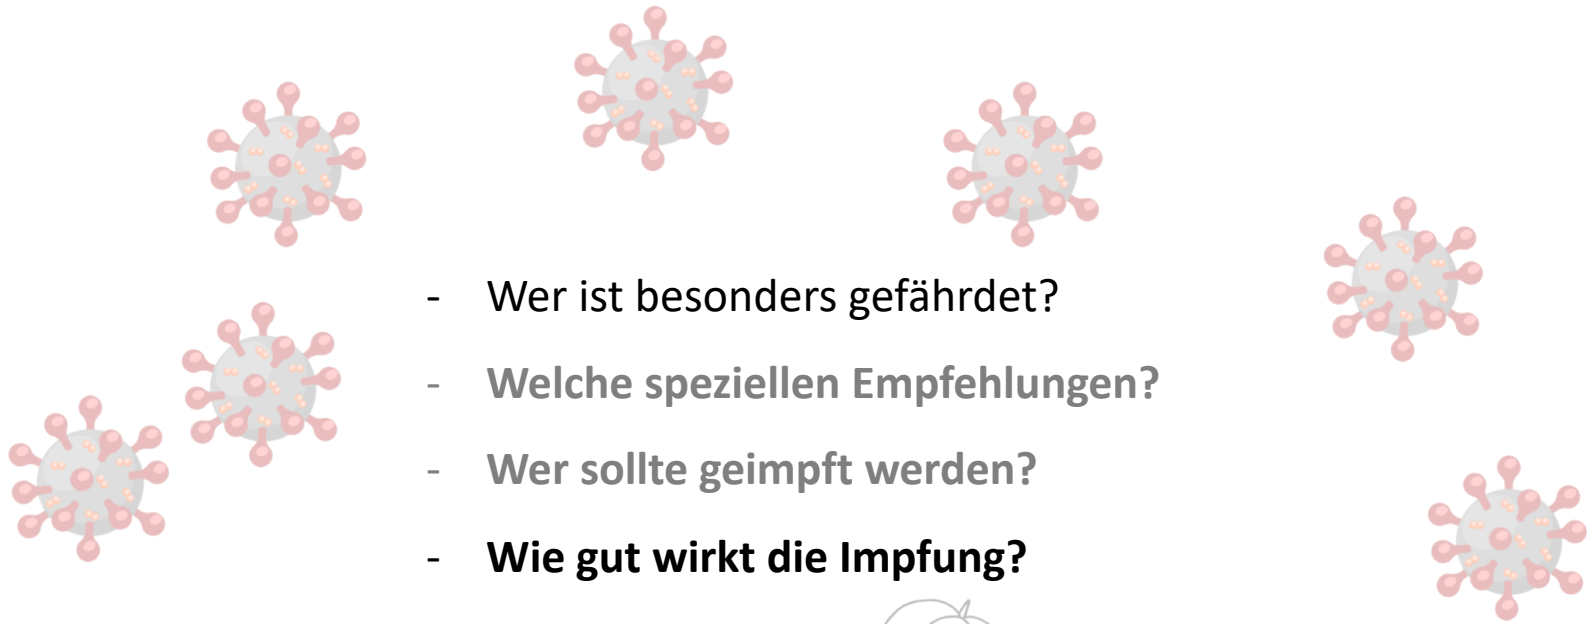 - Wer ist besonders gefährdet?
- Welche speziellen Empfehlungen?
- Wer sollte geimpft werden?
- Wie gut wirkt die Impfung?